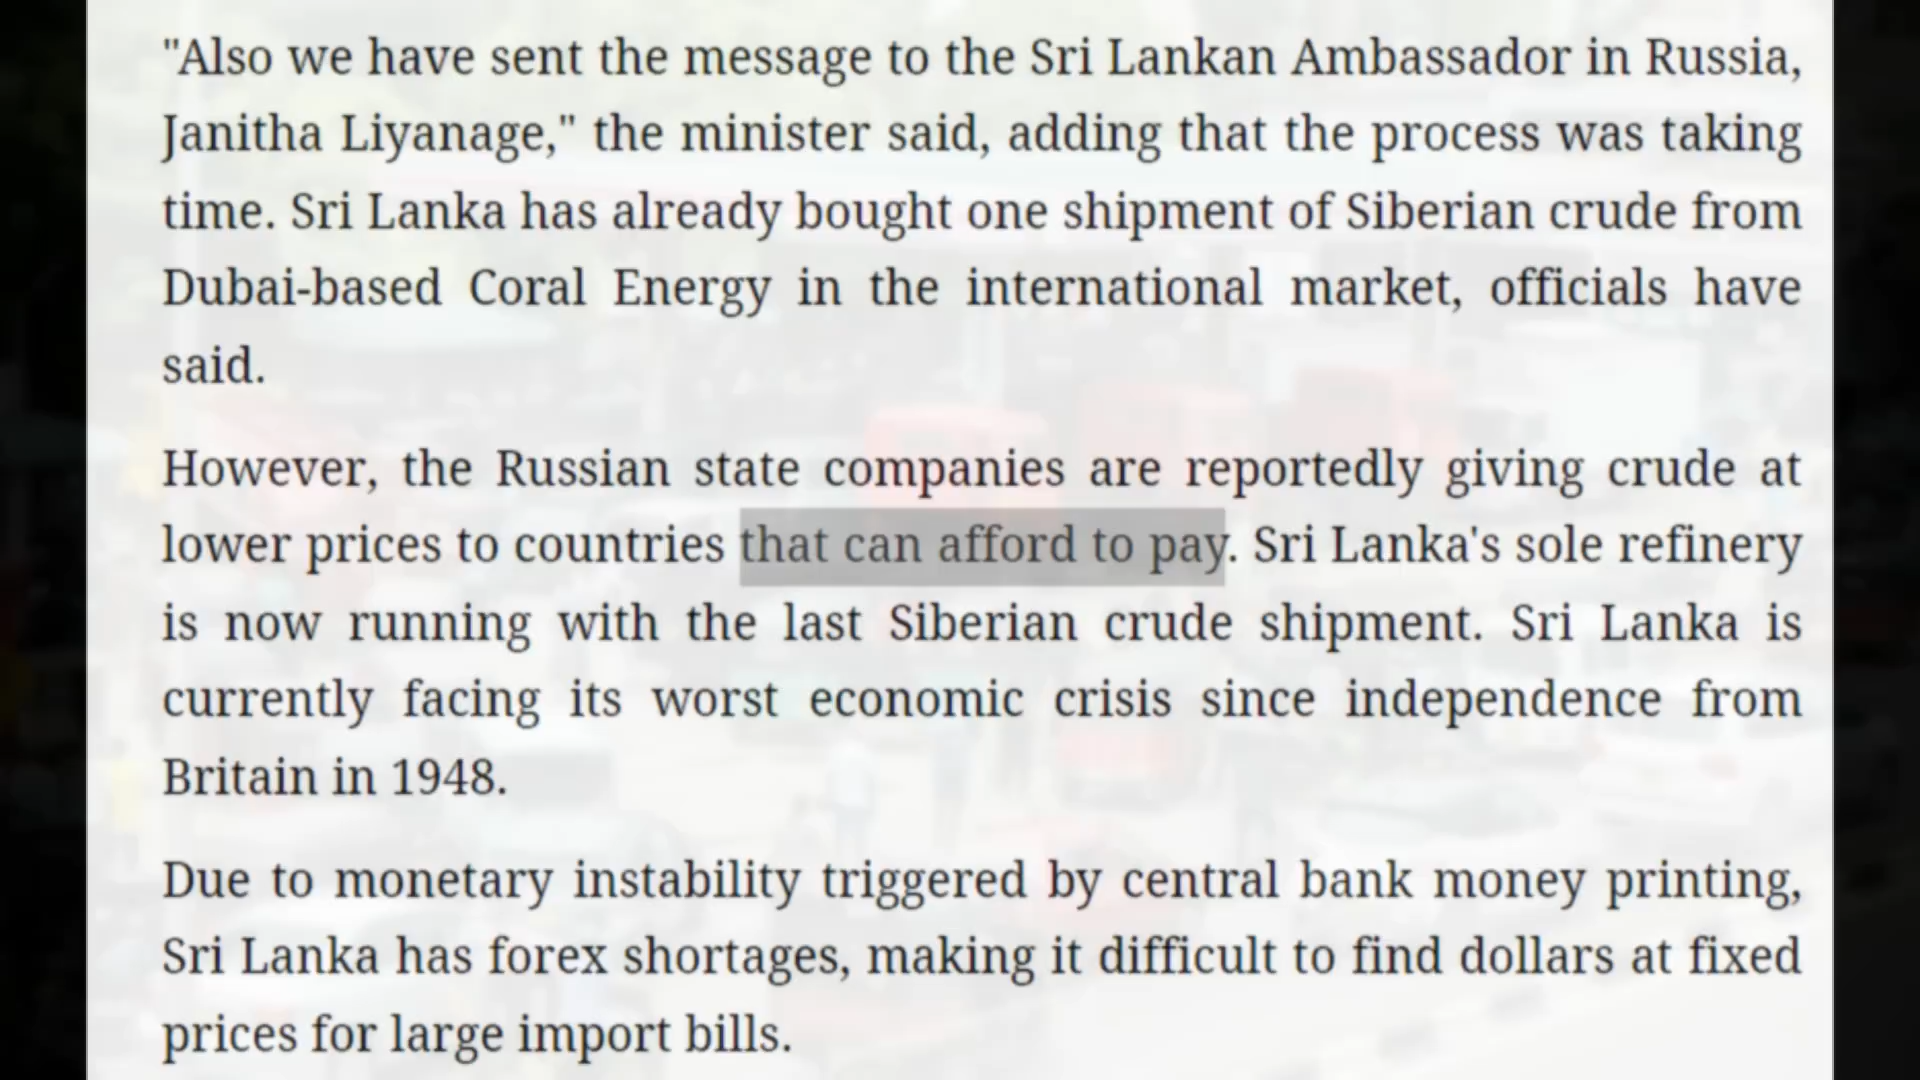 "Also we have sent the message to the Sri Lankan Ambassador in Russia,
Janitha Liyanage," the minister said, adding that the process was taking
time. Sri Lanka has already bought one shipment of Siberian crude from
Dubai-based Coral Energy in the international market, officials have
said.
However, the Russian state companies are reportedly giving crude at
lower prices to countries that can afford to pay. Sri Lanka's sole refinery
is now running with the last Siberian crude shipment. Sri Lanka is
currently facing its worst economic crisis since independence from
Britain in 1948.
Due to monetary instability triggered by central bank money printing,
Sri Lanka has forex shortages, making it difficult to find dollars at fixed
prices for large import bills.